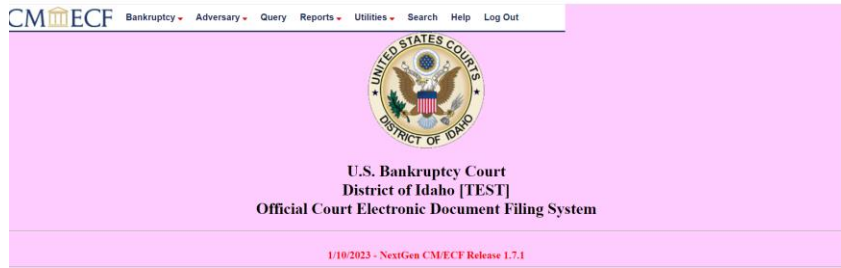 CM ECF Bankruptcy Adversary Query Reports Utilities Search Help Log Out
UNITED STATES COURTS
DISTRICT OF IDAHO
U.S. Bankruptcy Court
District of Idaho [TEST]
Official Court Electronic Document Filing System
1/10/2023 - NextGen CM/ECF Release 1.7.1